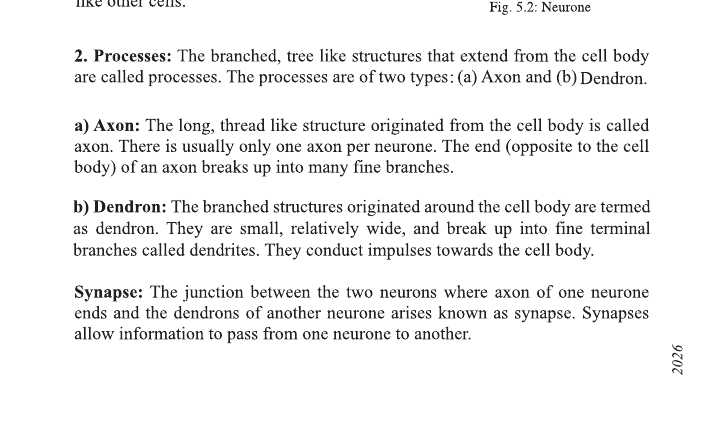 like other cells.
Fig. 5.2: Neurone
2. Processes: The branched, tree like structures that extend from the cell body
are called processes. The processes are of two types: (a) Axon and (b) Dendron.
a) Axon: The long, thread like structure originated from the cell body is called
axon. There is usually only one axon per neurone. The end (opposite to the cell
body) of an axon breaks up into many fine branches.
b) Dendron: The branched structures originated around the cell body are termed
as dendron. They are small, relatively wide, and break up into fine terminal
branches called dendrites. They conduct impulses towards the cell body.
Synapse: The junction between the two neurons where axon of one neurone
ends and the dendrons of another neurone arises known as synapse. Synapses
allow information to pass from one neurone to another.
2026